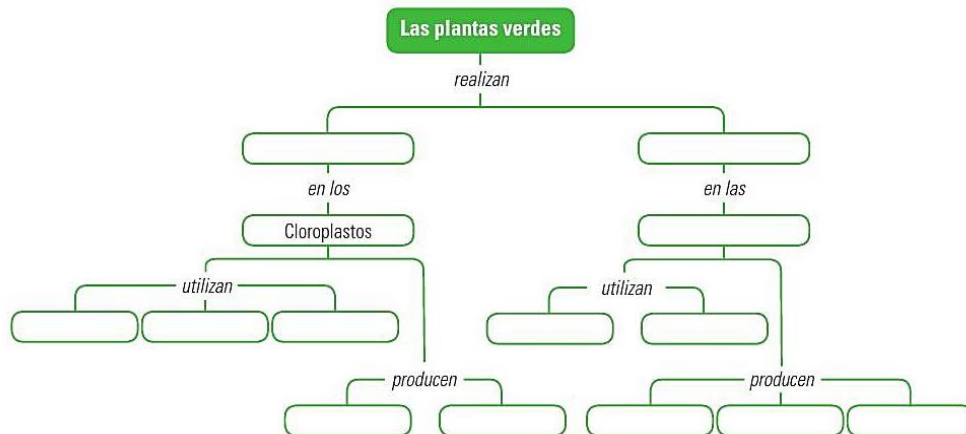 Las plantas verdes
realizan
en los
en las
Cloroplastos
utilizan
utilizan
producen
producen